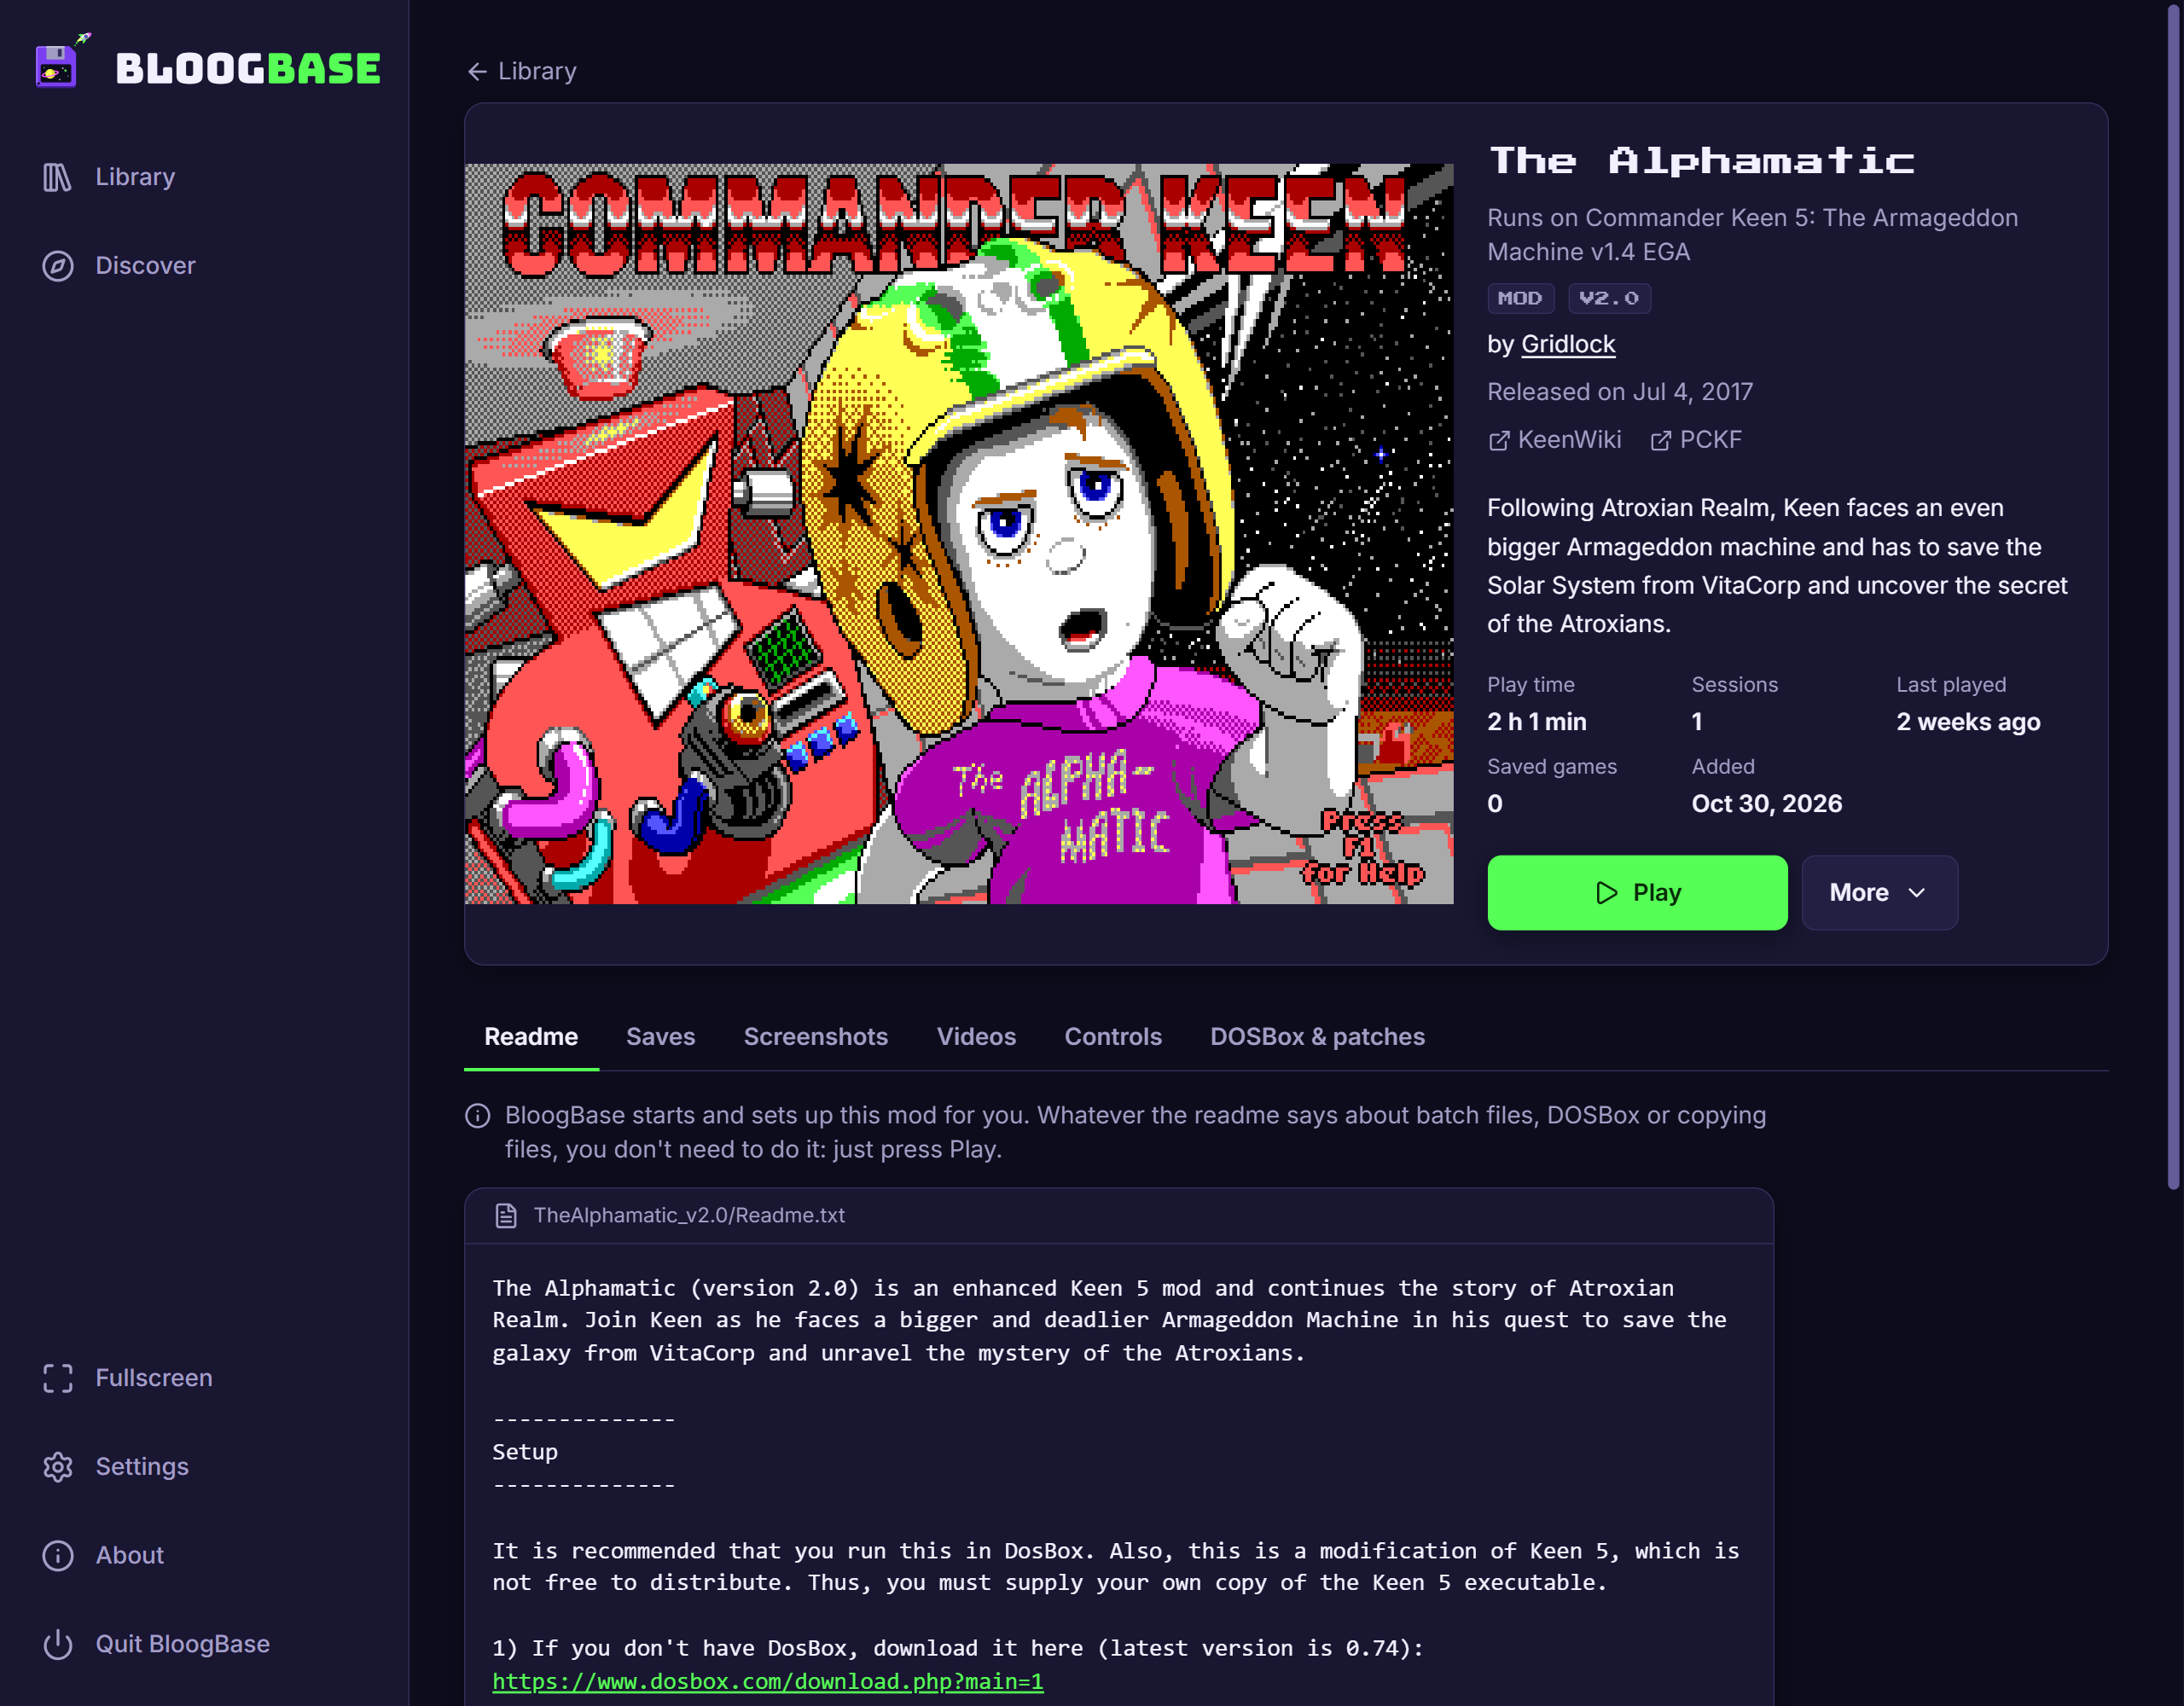 BLOOGBASE
Library
Discover
Fullscreen
Settings
About
Quit BloogBase
Library
COMMANDER KEEN
The ALPHA-
MATIC
Press
F1
for Help
The Alphamatic
Runs on Commander Keen 5: The Armageddon
Machine v1.4 EGA
MOD
V2.0
by Gridlock
Released on Jul 4, 2017
KeenWiki
PCKF
Following Atroxian Realm, Keen faces an even
bigger Armageddon machine and has to save the
Solar System from VitaCorp and uncover the secret
of the Atroxians.
Play time
Sessions
Last played
2 h 1 min
1
2 weeks ago
Saved games
Added
0
Oct 30, 2026
Play
More
Readme
Saves
Screenshots
Videos
Controls
DOSBox & patches
BloogBase starts and sets up this mod for you. Whatever the readme says about batch files, DOSBox or copying
files, you don't need to do it: just press Play.
TheAlphamatic_v2.0/Readme.txt
The Alphamatic (version 2.0) is an enhanced Keen 5 mod and continues the story of Atroxian
Realm. Join Keen as he faces a bigger and deadlier Armageddon Machine in his quest to save the
galaxy from VitaCorp and unravel the mystery of the Atroxians.
--------------
Setup
--------------
It is recommended that you run this in DosBox. Also, this is a modification of Keen 5, which is
not free to distribute. Thus, you must supply your own copy of the Keen 5 executable.
1) If you don't have DosBox, download it here (latest version is 0.74):
https://www.dosbox.com/download.php?main=1